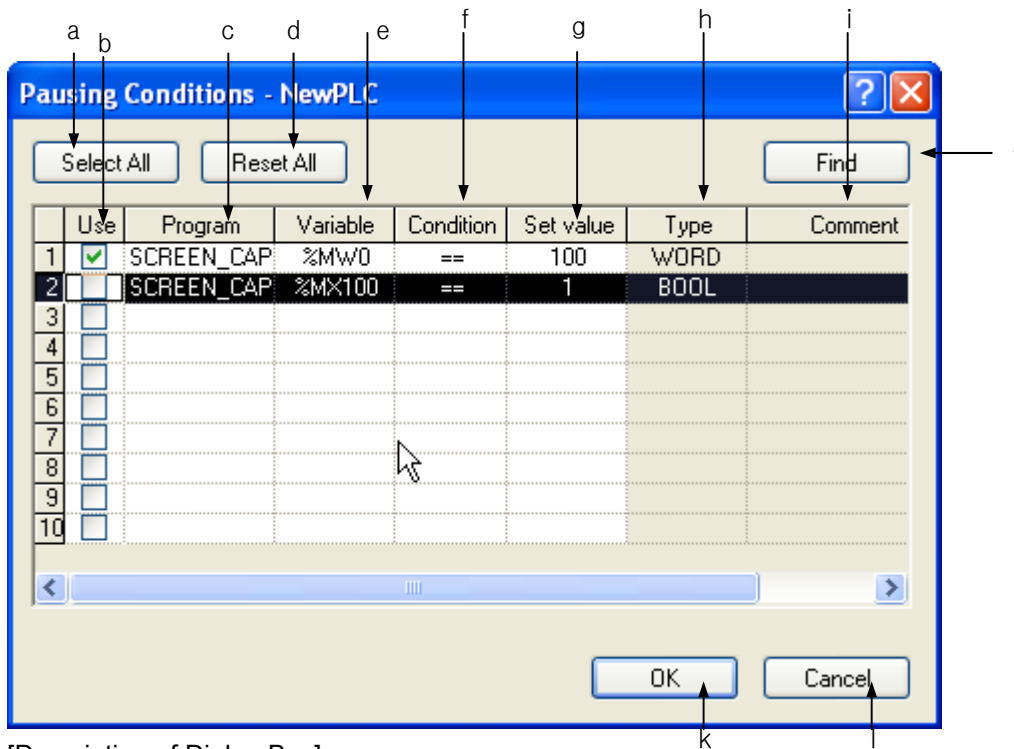 a b c d e f g h i
Pausing Conditions - NewPLC
Select All Reset All Find
Use Program Variable Condition Set value Type Comment
1 SCREEN_CAP %MW0 == 100 WORD
2 SCREEN_CAP %MX100 == 1 BOOL
3
4
5
6
7
8
9
10
OK Cancel
k l